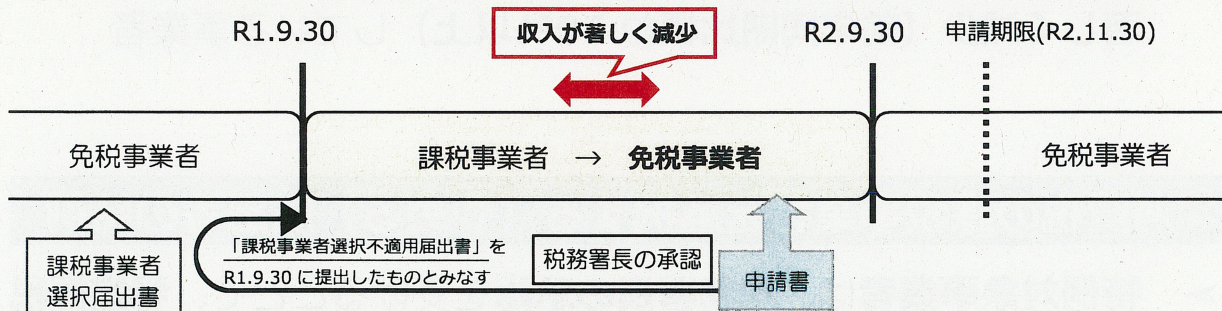 収入が著しく減少
R1.9.30
R2.9.30
申請期限(R2.11.30)
免税事業者
課税事業者 → 免税事業者
免税事業者
課税事業者
選択届出書
「課税事業者選択不適用届出書」を
R1.9.30 に提出したものとみなす
税務署長の承認
申請書